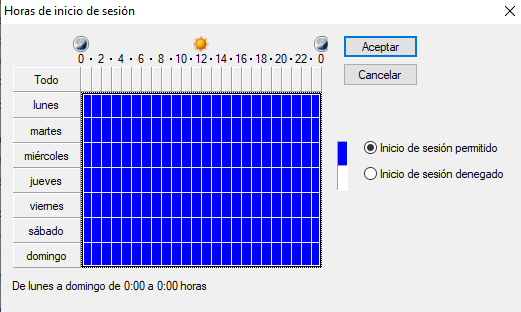 Horas de inicio de sesión
0 · 2 · 4 · 6 · 8 · 10 · 12 · 14 · 16 · 18 · 20 · 22 · 0
Aceptar
Cancelar
Todo
lunes
martes
miércoles
jueves
viernes
sábado
domingo
Inicio de sesión permitido
Inicio de sesión denegado
De lunes a domingo de 0:00 a 0:00 horas